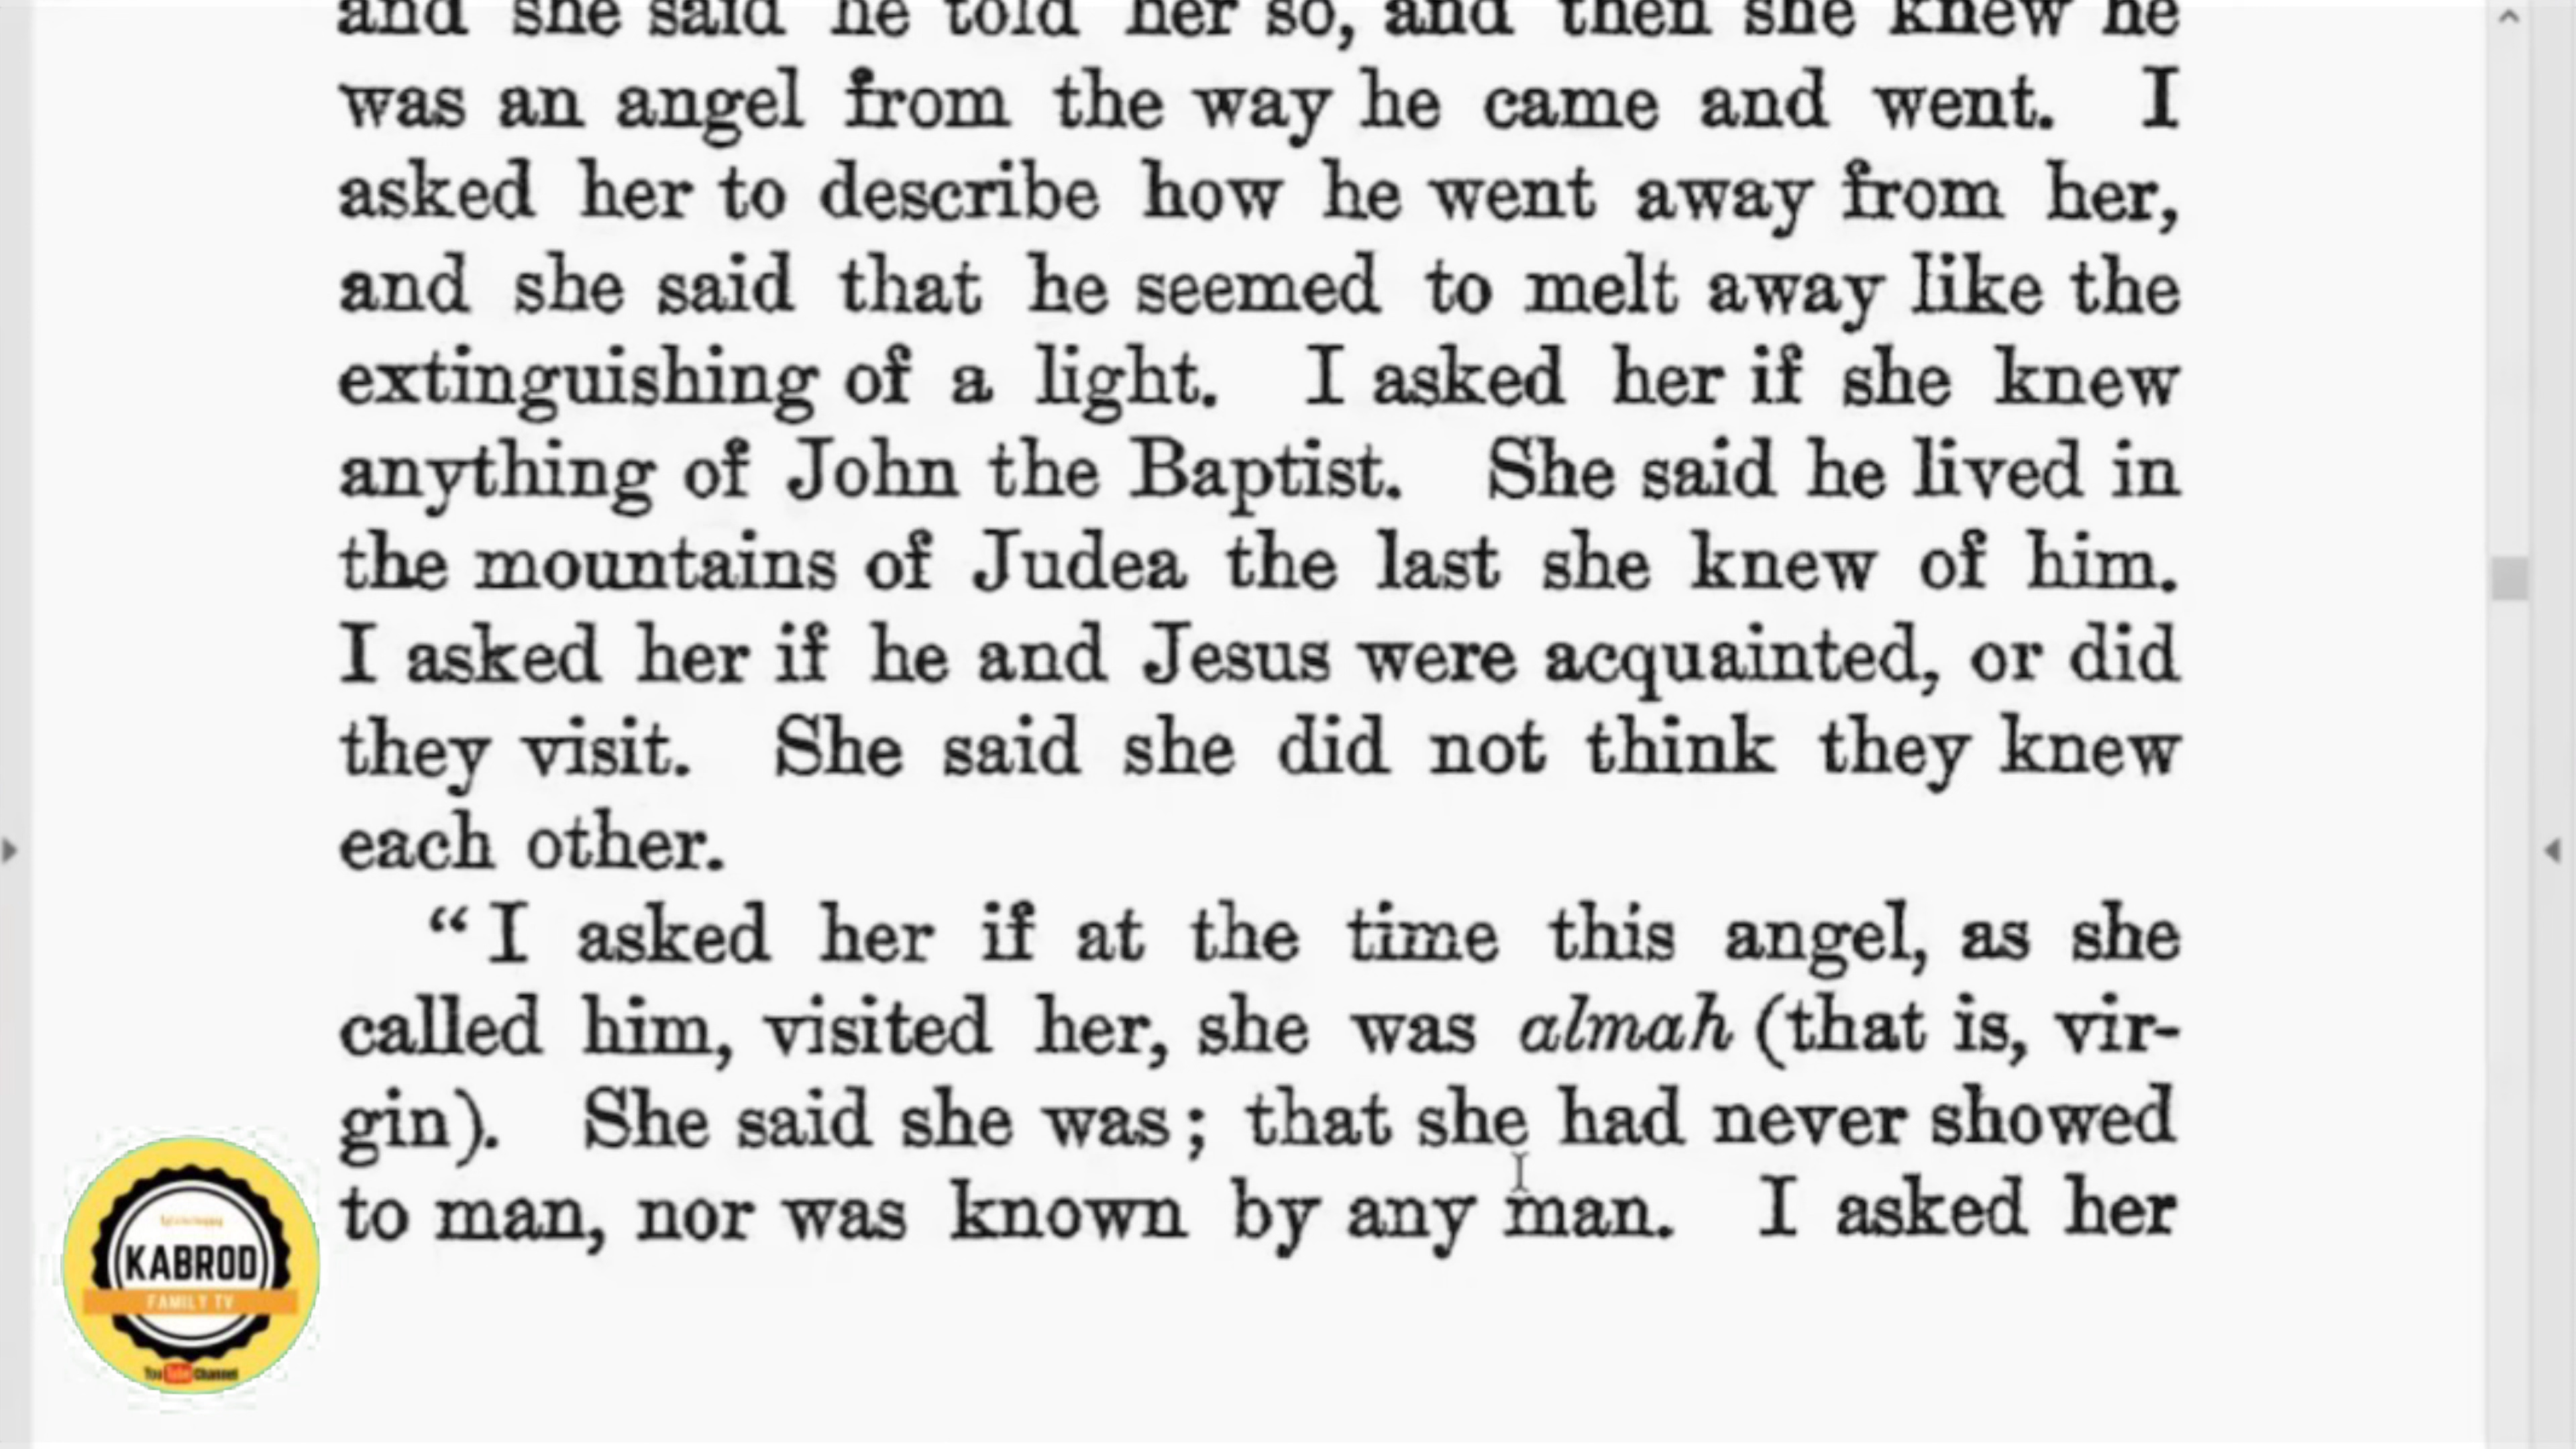 and she said he told her so, and then she knew he
was an angel from the way he came and went. I
asked her to describe how he went away from her,
and she said that he seemed to melt away like the
extinguishing of a light. I asked her if she knew
anything of John the Baptist. She said he lived in
the mountains of Judea the last she knew of him.
I asked her if he and Jesus were acquainted, or did
they visit. She said she did not think they knew
each other.
“I asked her if at the time this angel, as she
called him, visited her, she was almah (that is, vir-
gin). She said she was; that she had never showed
to man, nor was known by any man. I asked her
KABROD
FAMILY TV
YouTube Channel